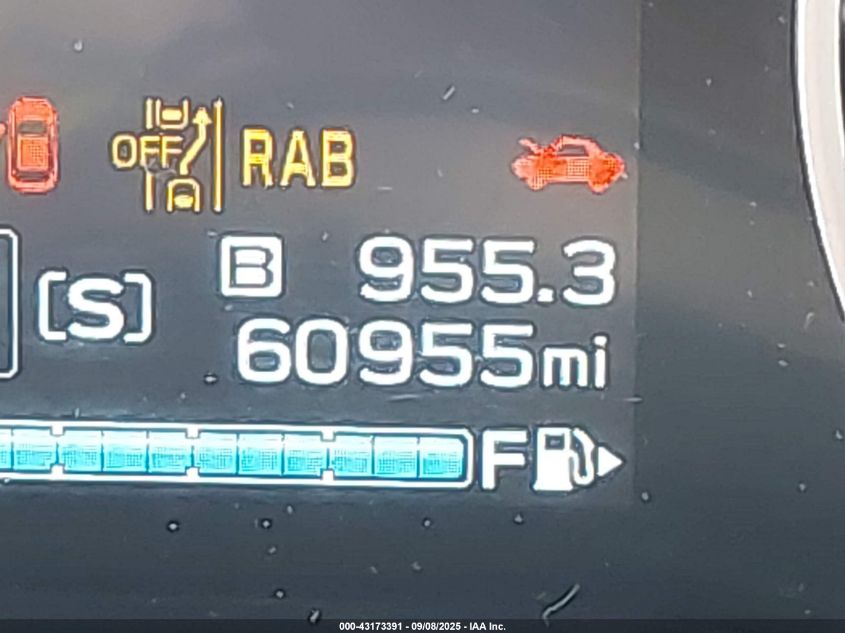 OFF RAB
B 955.3
[S]
60955mi
F
000-43173391 - 09/08/2025 - IAA Inc.